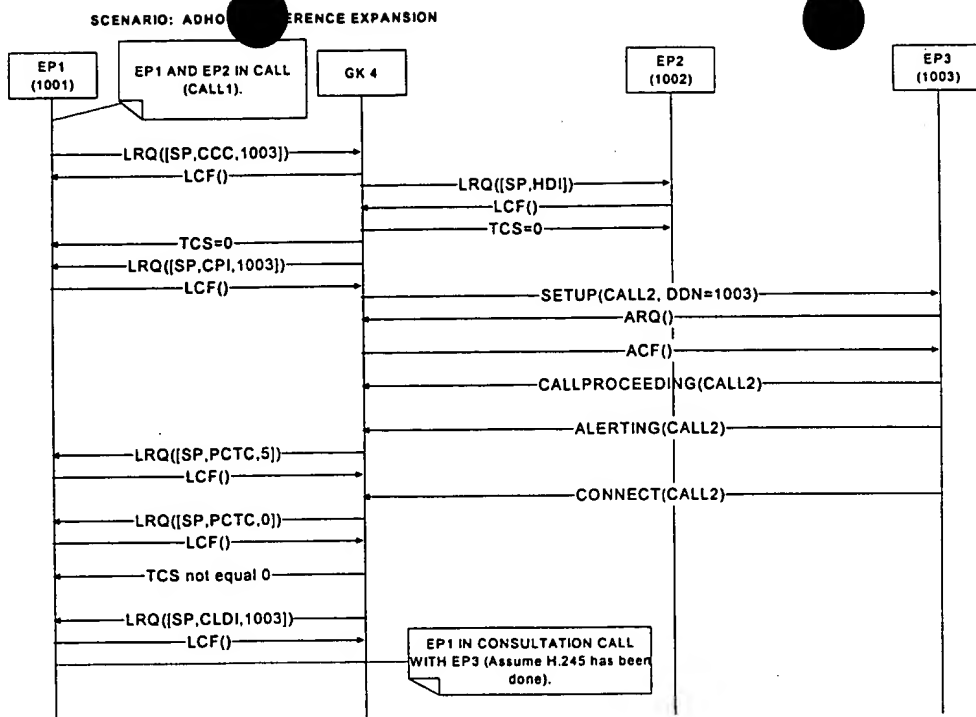 SCENARIO: ADHO ERENCE EXPANSION
EP1
(1001)
EP1 AND EP2 IN CALL
(CALL1).
GK 4
EP2
(1002)
EP3
(1003)
LRQ([SP,CCC,1003])
LCF()
LRQ([SP,HDI])
LCF()
TCS=0
TCS=0
LRQ([SP,CPI,1003])
LCF()
SETUP(CALL2, DDN=1003)
ARQ()
ACF()
CALLPROCEEDING(CALL2)
ALERTING(CALL2)
LRQ([SP,PCTC,5])
LCF()
CONNECT(CALL2)
LRQ([SP,PCTC,0])
LCF()
TCS not equal 0
LRQ([SP,CLDI,1003])
LCF()
EP1 IN CONSULTATION CALL
WITH EP3 (Assume H.245 has been
done).